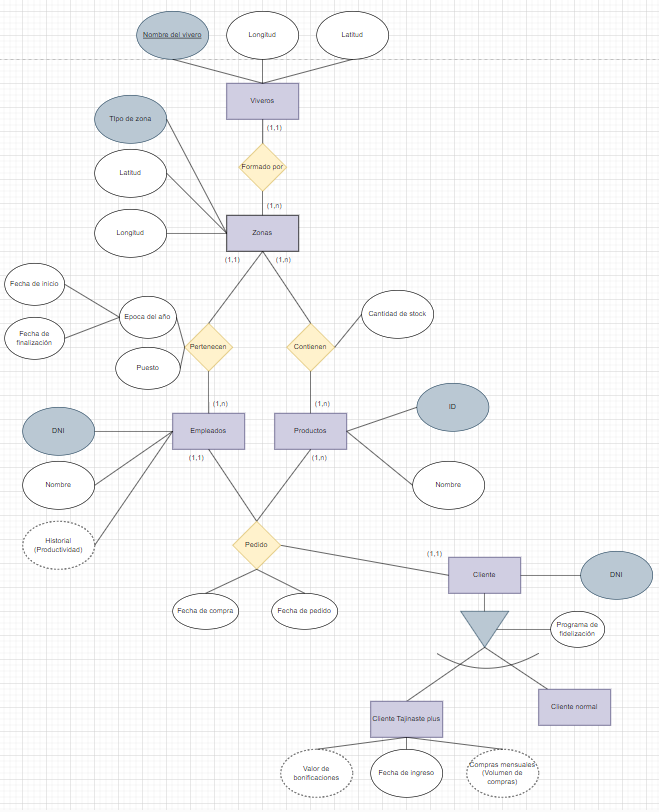 Nombre del vivero
Longitud
Latitud
Viveros
Tipo de zona
(1,1)
Formado por
Latitud
(1,n)
Longitud
Zonas
(1,1)
(1,n)
Fecha de inicio
Epoca del año
Cantidad de stock
Fecha de
finalización
Pertenecen
Contienen
Puesto
(1,n)
(1,n)
ID
DNI
Empleados
Productos
(1,1)
(1,n)
Nombre
Nombre
Historial
(Productividad)
Pedido
(1,1)
Cliente
DNI
Fecha de compra
Fecha de pedido
Programa de
fidelización
Cliente Tajinaste plus
Cliente normal
Valor de
bonificaciones
Fecha de ingreso
Compras mensuales
(Volumen de
compras)